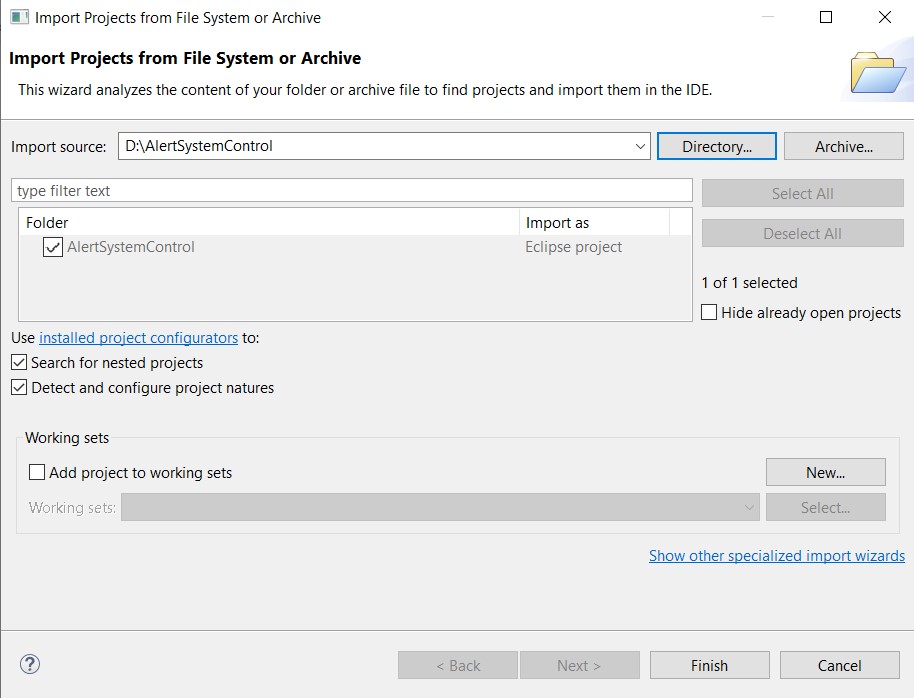 Import Projects from File System or Archive
Import Projects from File System or Archive
This wizard analyzes the content of your folder or archive file to find projects and import them in the IDE.
Import source: D:\AlertSystemControl Directory... Archive...
type filter text Select All
Folder Import as
AlertSystemControl Eclipse project
Deselect All
1 of 1 selected
Hide already open projects
Use installed project configurators to:
Search for nested projects
Detect and configure project natures
Working sets
Add project to working sets New...
Working sets: Select...
Show other specialized import wizards
? < Back Next > Finish Cancel